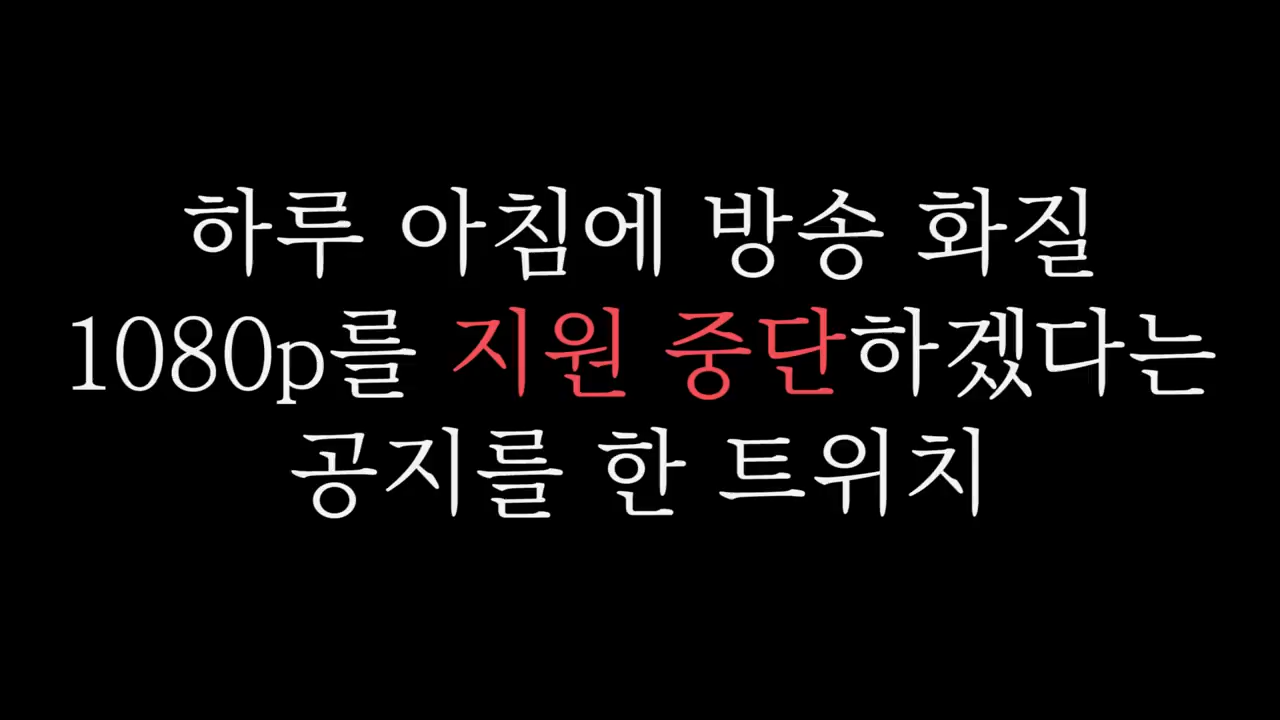 하루 아침에 방송 화질
1080p를 지원 중단하겠다는
공지를 한 트위치